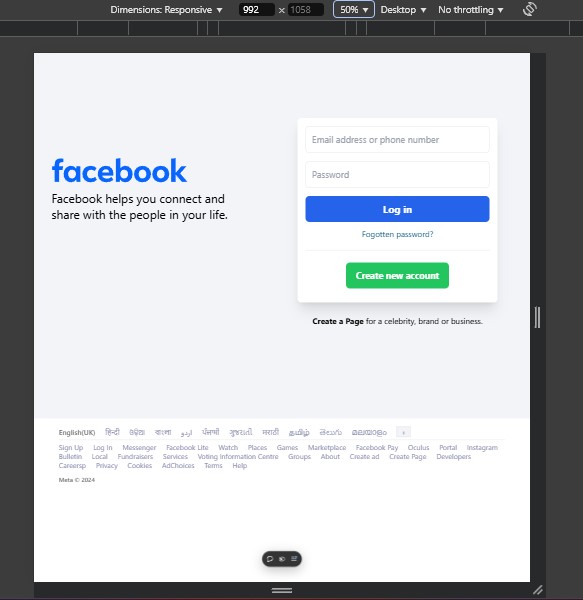 Dimensions: Responsive ▼ 992 × 1058 50% ▼ Desktop ▼ No throttling ▼
facebook
Facebook helps you connect and
share with the people in your life.
Email address or phone number
Password
Log in
Fogotten password?
Create new account
Create a Page for a celebrity, brand or business.
English(UK) हिन्दी ଓଡ଼ିଆ বাংলা اردو ਪੰਜਾਬੀ ગુજરાતી मराठी தமிழ் తెలుగు മലയാളം
Sign Up Log In Messenger Facebook Lite Watch Places Games Marketplace Facebook Pay Oculus Portal Instagram
Bulletin Local Fundraisers Services Voting Information Centre Groups About Create ad Create Page Developers
Careersp Privacy Cookies AdChoices Terms Help
Meta © 2024